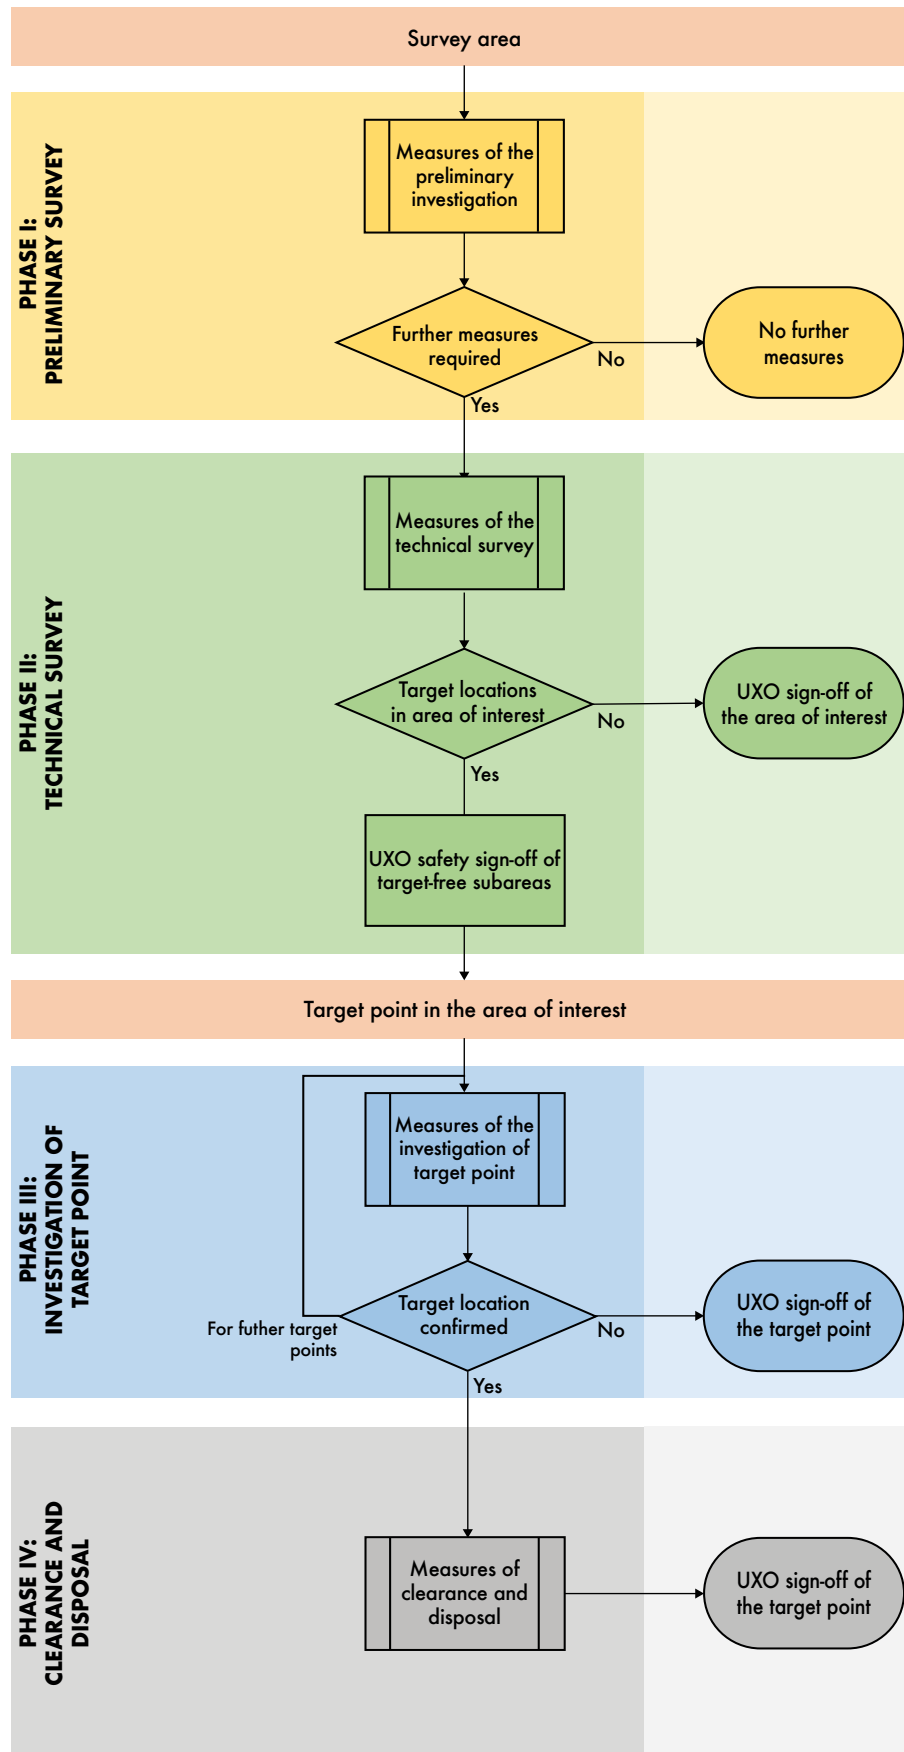 Survey area
PHASE I:
PRELIMINARY SURVEY
Measures of the
preliminary
investigation
Further measures
required
No
No further
measures
Yes
PHASE II:
TECHNICAL SURVEY
Measures of the
technical survey
Target locations
in area of interest
No
UXO sign-off of
the area of interest
Yes
UXO safety sign-off of
target-free subareas
Target point in the area of interest
PHASE III:
INVESTIGATION OF
TARGET POINT
Measures of the
investigation of
target point
Target location
confirmed
For futher target
points
No
UXO sign-off of
the target point
Yes
PHASE IV:
CLEARANCE AND
DISPOSAL
Measures of
clearance and
disposal
UXO sign-off of
the target point